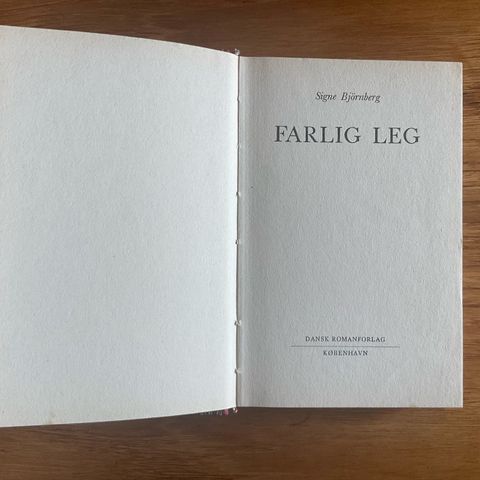 Signe Björnberg
FARLIG LEG
DANSK ROMANFORLAG
KØBENHAVN